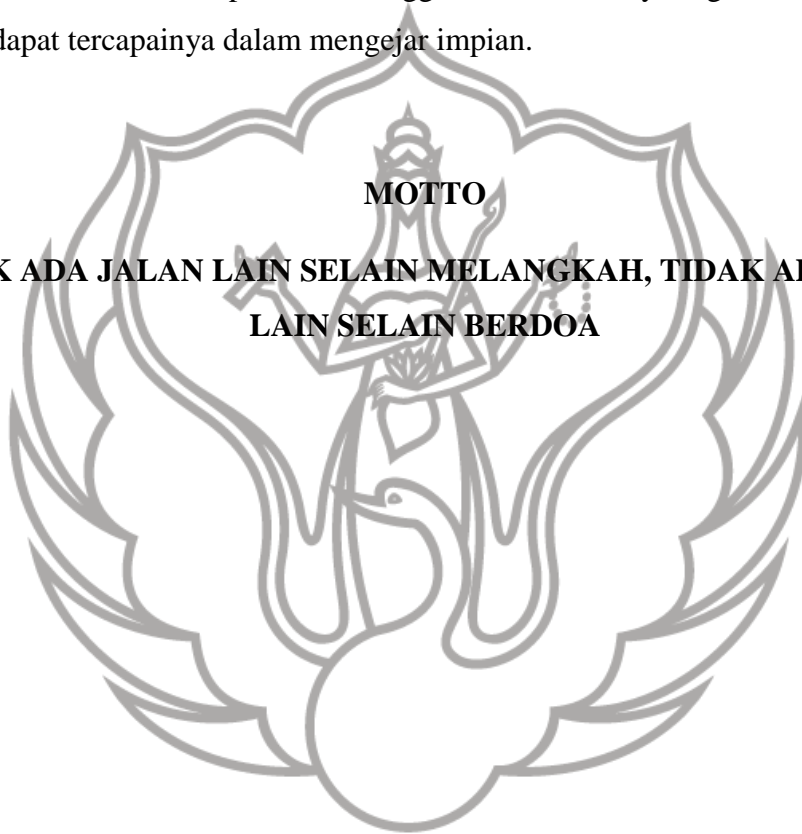 dapat tercapainya dalam mengejar impian.
MOTTO
ADA JALAN LAIN SELAIN MELANGKAH, TIDAK
LAIN SELAIN BERDOA